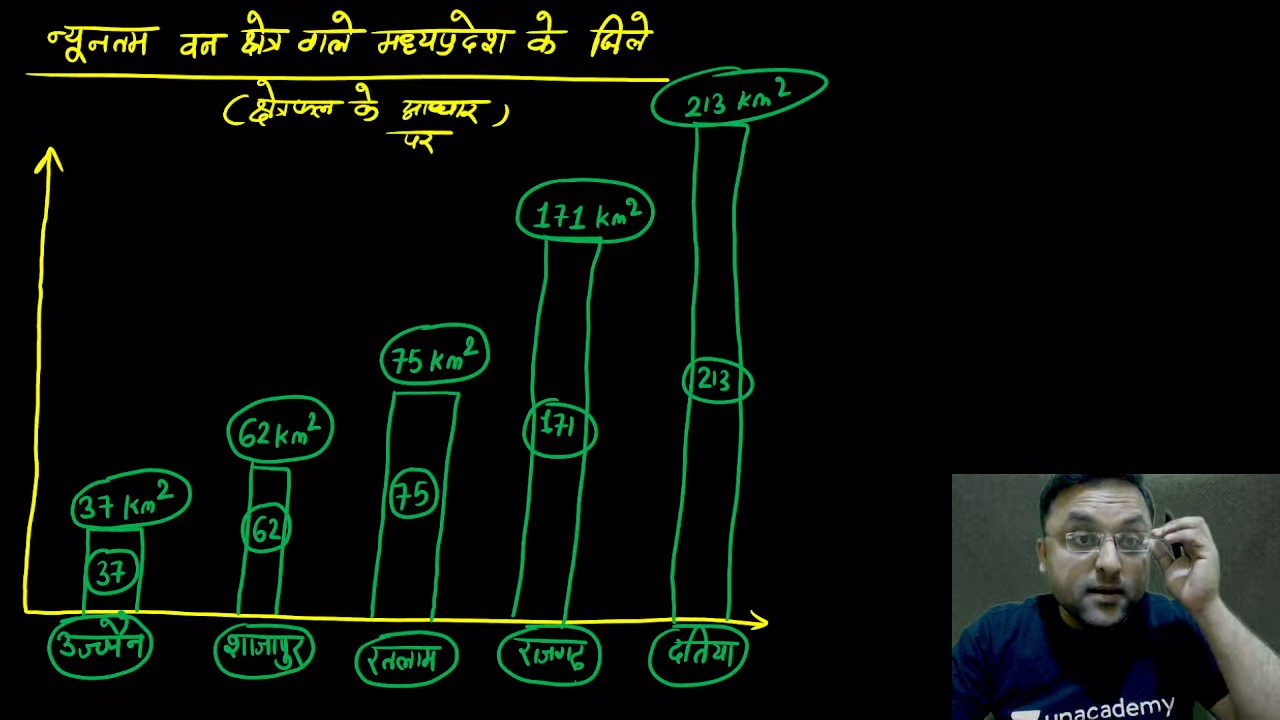 न्यूनतम वन क्षेत्र वाले मध्यप्रदेश के जिले
(क्षेत्रफल के आधार
पर
213 km²
171 km²
75 km²
62 km²
37 km²
213
171
75
62
37
उज्जैन
शाजापुर
रतलाम
राजगढ़
दतिया
unacademy